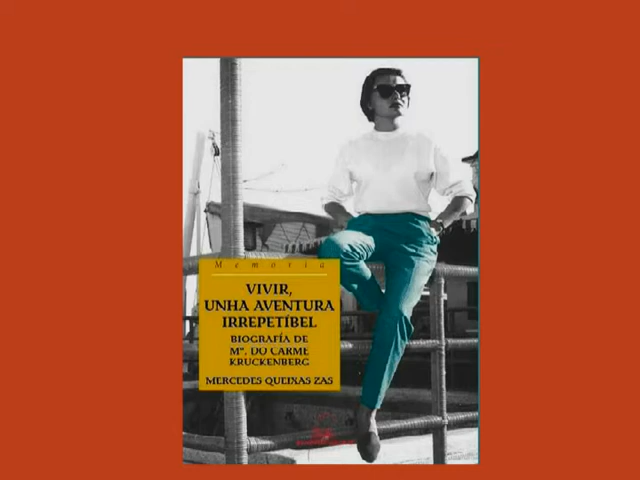 Memoria
VIVIR,
UNHA AVENTURA
IRREPETÍBEL
BIOGRAFÍA DE
Mª. DO CARME
KRUCKENBERG
MERCEDES QUEIXAS ZAS